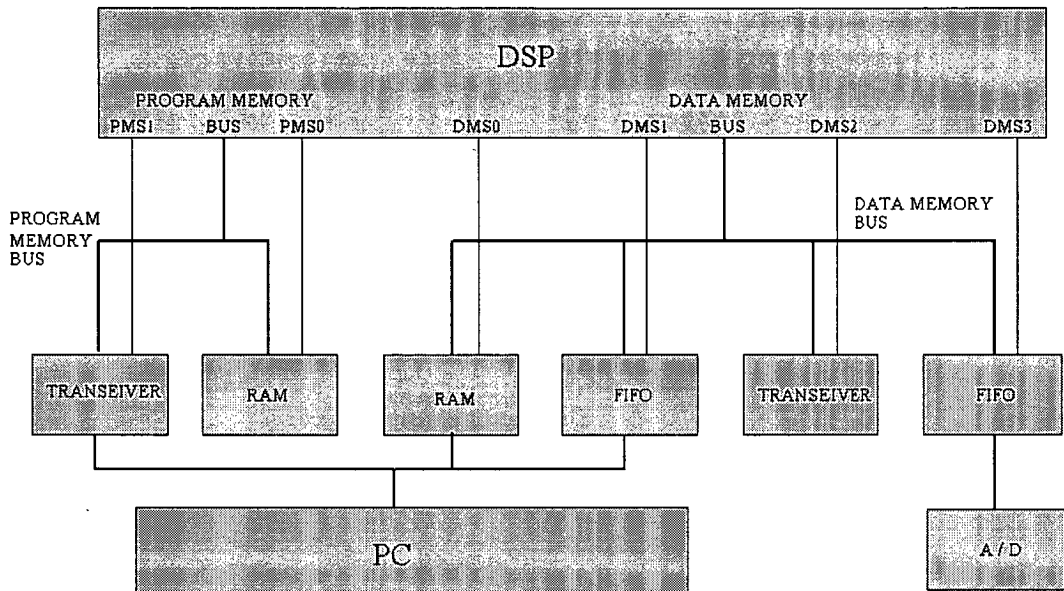 DSP
PROGRAM MEMORY
DATA MEMORY
PMS1 BUS PMS0 DMS0 DMS1 BUS DMS2 DMS3
PROGRAM
MEMORY
BUS
DATA MEMORY
BUS
TRANSEIVER RAM RAM FIFO TRANSEIVER FIFO
PC
A / D